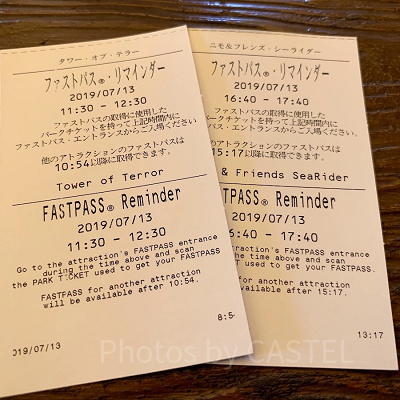 タワー・オブ・テラー
ファストパス®・リマインダー
2019/07/13
11:30 - 12:30
ファストパスの取得に使用した
パークチケットを持って上記時間内に
ファストパス・エントランスからご入場ください
他のアトラクションのファストパスは
10:54以降に取得できます。
Tower of Terror
FASTPASS® Reminder
2019/07/13
11:30 - 12:30
Go to the attraction's FASTPASS entrance
during the time above and scan
the PARK TICKET used to get your FASTPASS.
FASTPASS for another attraction
will be available after 10:54.
019/07/13
8:5
ニモ&フレンズ・シーライダー
ファストパス®・リマインダー
2019/07/13
16:40 - 17:40
ファストパスの取得に使用した
パークチケットを持って上記時間内に
パス・エントランスからご入場ください
アトラクションのファストパスは
15:17以降に取得できます。
& Friends SeaRider
FASTPASS® Reminder
2019/07/13
16:40 - 17:40
attraction's FASTPASS entrance
the time above and scan
KET used to get your FASTPASS.
for another attraction
available after 15:17.
13:17
Photos by CASTEL